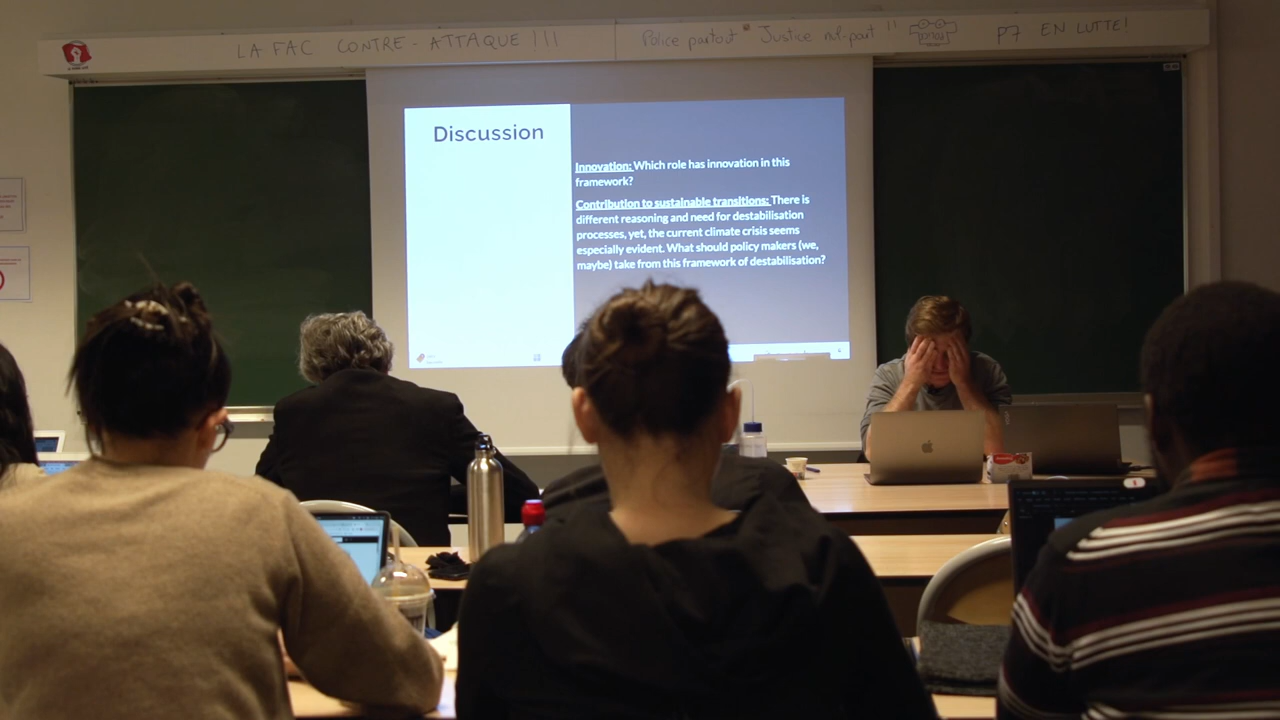 LA FAC CONTRE-ATTAQUE !!!
Police partout Justice nul-part !!
P7 EN LUTTE!
Discussion
Innovation: Which role has innovation in this
framework?
Contribution to sustainable transitions: There is
different reasoning and need for destabilisation
processes, yet, the current climate crisis seems
especially evident. What should policy makers (we,
maybe) take from this framework of destabilisation?